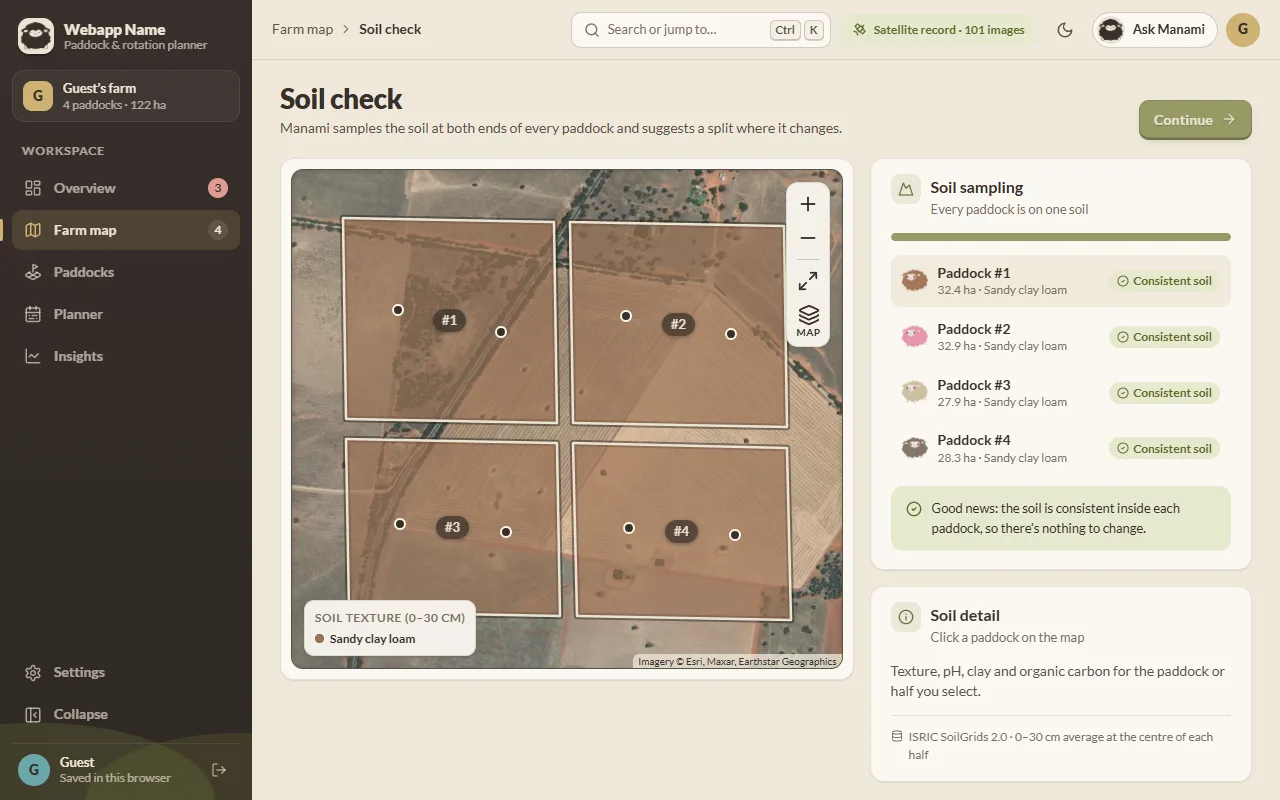 Webapp Name
Paddock & rotation planner
G
Guest's farm
4 paddocks · 122 ha
WORKSPACE
Overview
3
Farm map
4
Paddocks
Planner
Insights
Settings
Collapse
G
Guest
Saved in this browser
Farm map
Soil check
Search or jump to...
Ctrl
K
Satellite record · 101 images
Ask Manami
G
Soil check
Manami samples the soil at both ends of every paddock and suggests a split where it changes.
Continue
#1
#2
#3
#4
MAP
SOIL TEXTURE (0–30 CM)
Sandy clay loam
Imagery © Esri, Maxar, Earthstar Geographics
Soil sampling
Every paddock is on one soil
Paddock #1
32.4 ha · Sandy clay loam
Consistent soil
Paddock #2
32.9 ha · Sandy clay loam
Consistent soil
Paddock #3
27.9 ha · Sandy clay loam
Consistent soil
Paddock #4
28.3 ha · Sandy clay loam
Consistent soil
Good news: the soil is consistent inside each
paddock, so there's nothing to change.
Soil detail
Click a paddock on the map
Texture, pH, clay and organic carbon for the paddock or
half you select.
ISRIC SoilGrids 2.0 · 0–30 cm average at the centre of each
half